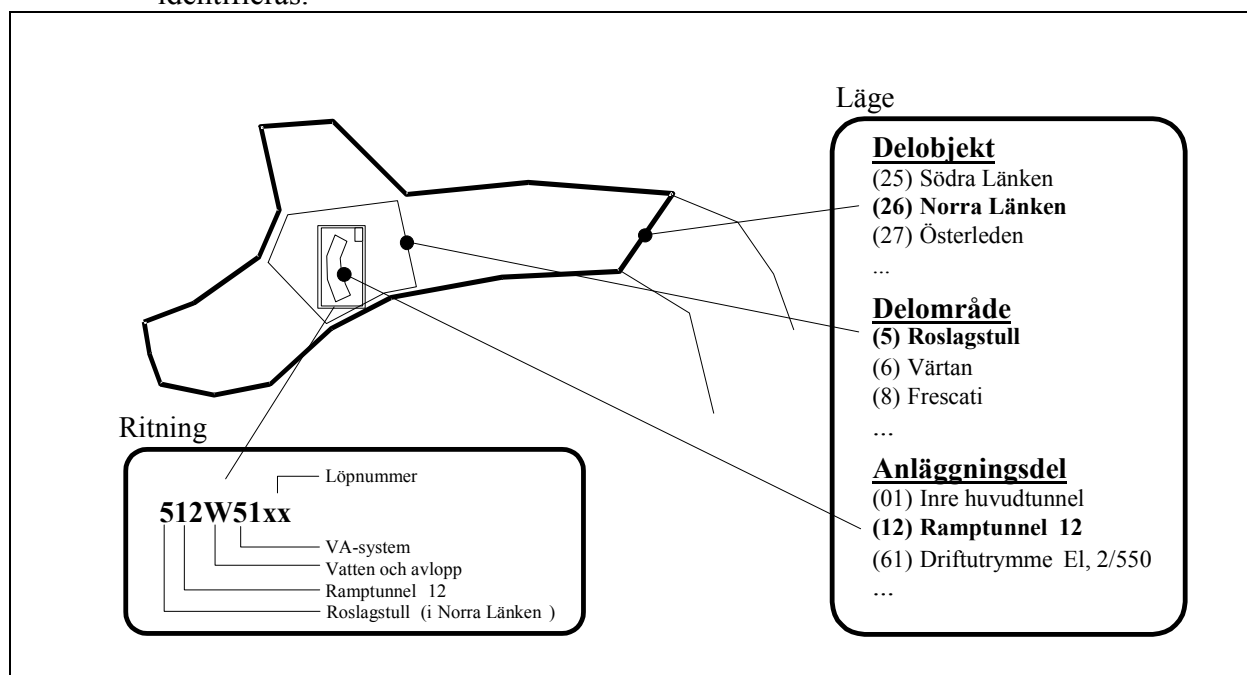 identifieras.
Läge
Delobjekt
(25) Södra Länken
(26) Norra Länken
(27) Österleden
...
Delområde
(5) Roslagstull
(6) Värtan
(8) Frescati
...
Anläggningsdel
(01) Inre huvudtunnel
(12) Ramptunnel 12
(61) Driftutrymme El, 2/550
...
Ritning
Löpnummer
512W51xx
VA-system
Vatten och avlopp
Ramptunnel 12
Roslagstull (i Norra Länken )